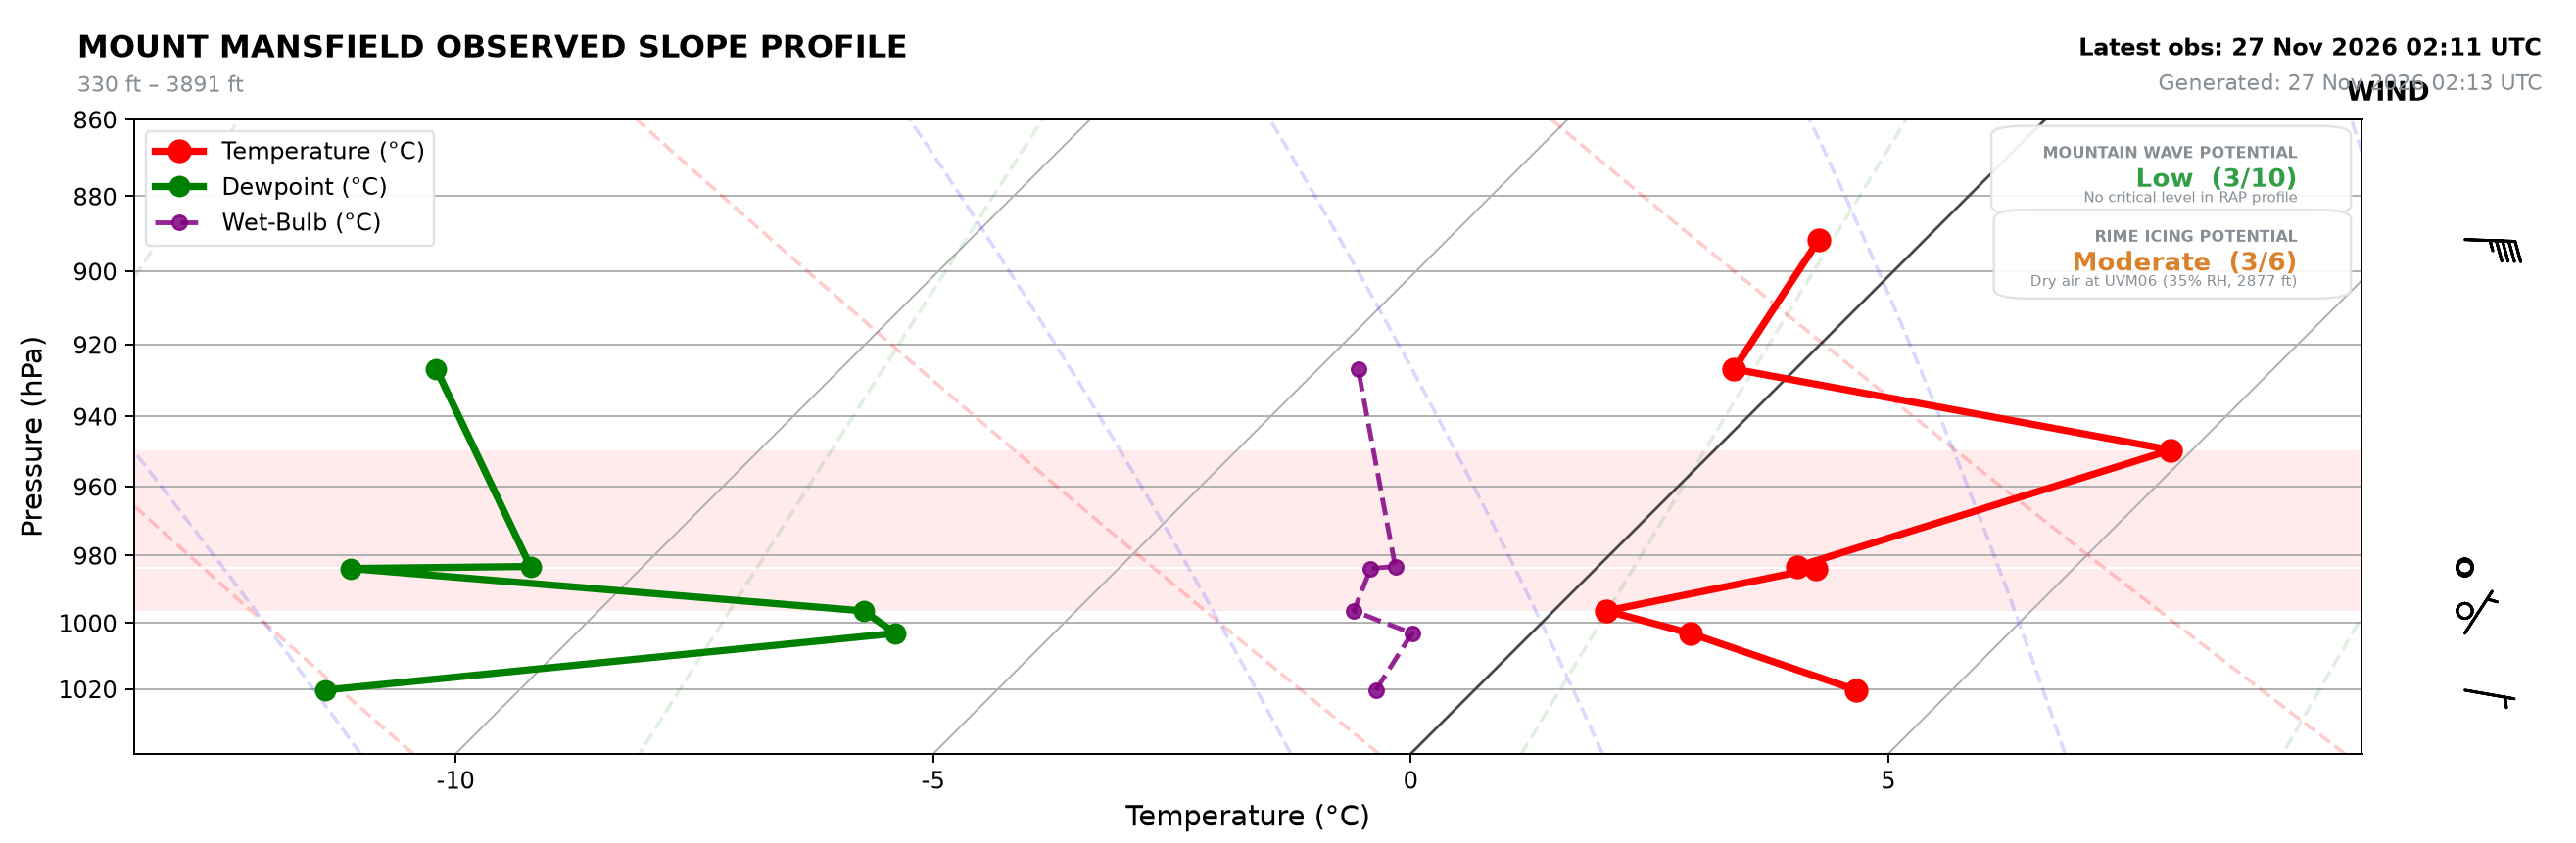 MOUNT MANSFIELD OBSERVED SLOPE PROFILE
Latest obs: 27 Nov 2026 02:11 UTC
330 ft – 3891 ft
Generated: 27 Nov 2026 02:13 UTC
WIND
Temperature (°C)
Dewpoint (°C)
Wet-Bulb (°C)
MOUNTAIN WAVE POTENTIAL
Low (3/10)
No critical level in RAP profile
RIME ICING POTENTIAL
Moderate (3/6)
Dry air at UVM06 (35% RH, 2877 ft)
Pressure (hPa)
860
880
900
920
940
960
980
1000
1020
-10
-5
0
5
Temperature (°C)